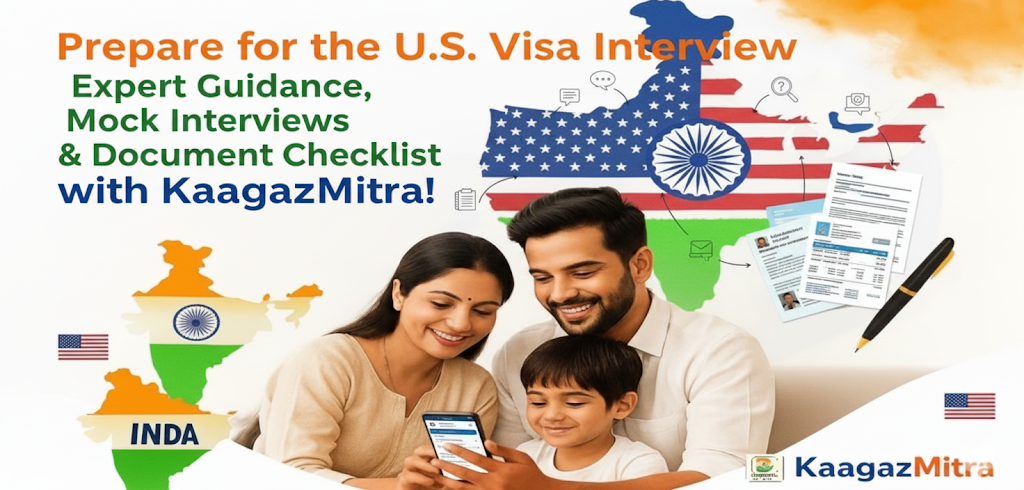 Prepare for the U.S. Visa Interview
Expert Guidance,
Mock Interviews
& Document Checklist
with KaagazMitra!
INDA
KaagazMitra